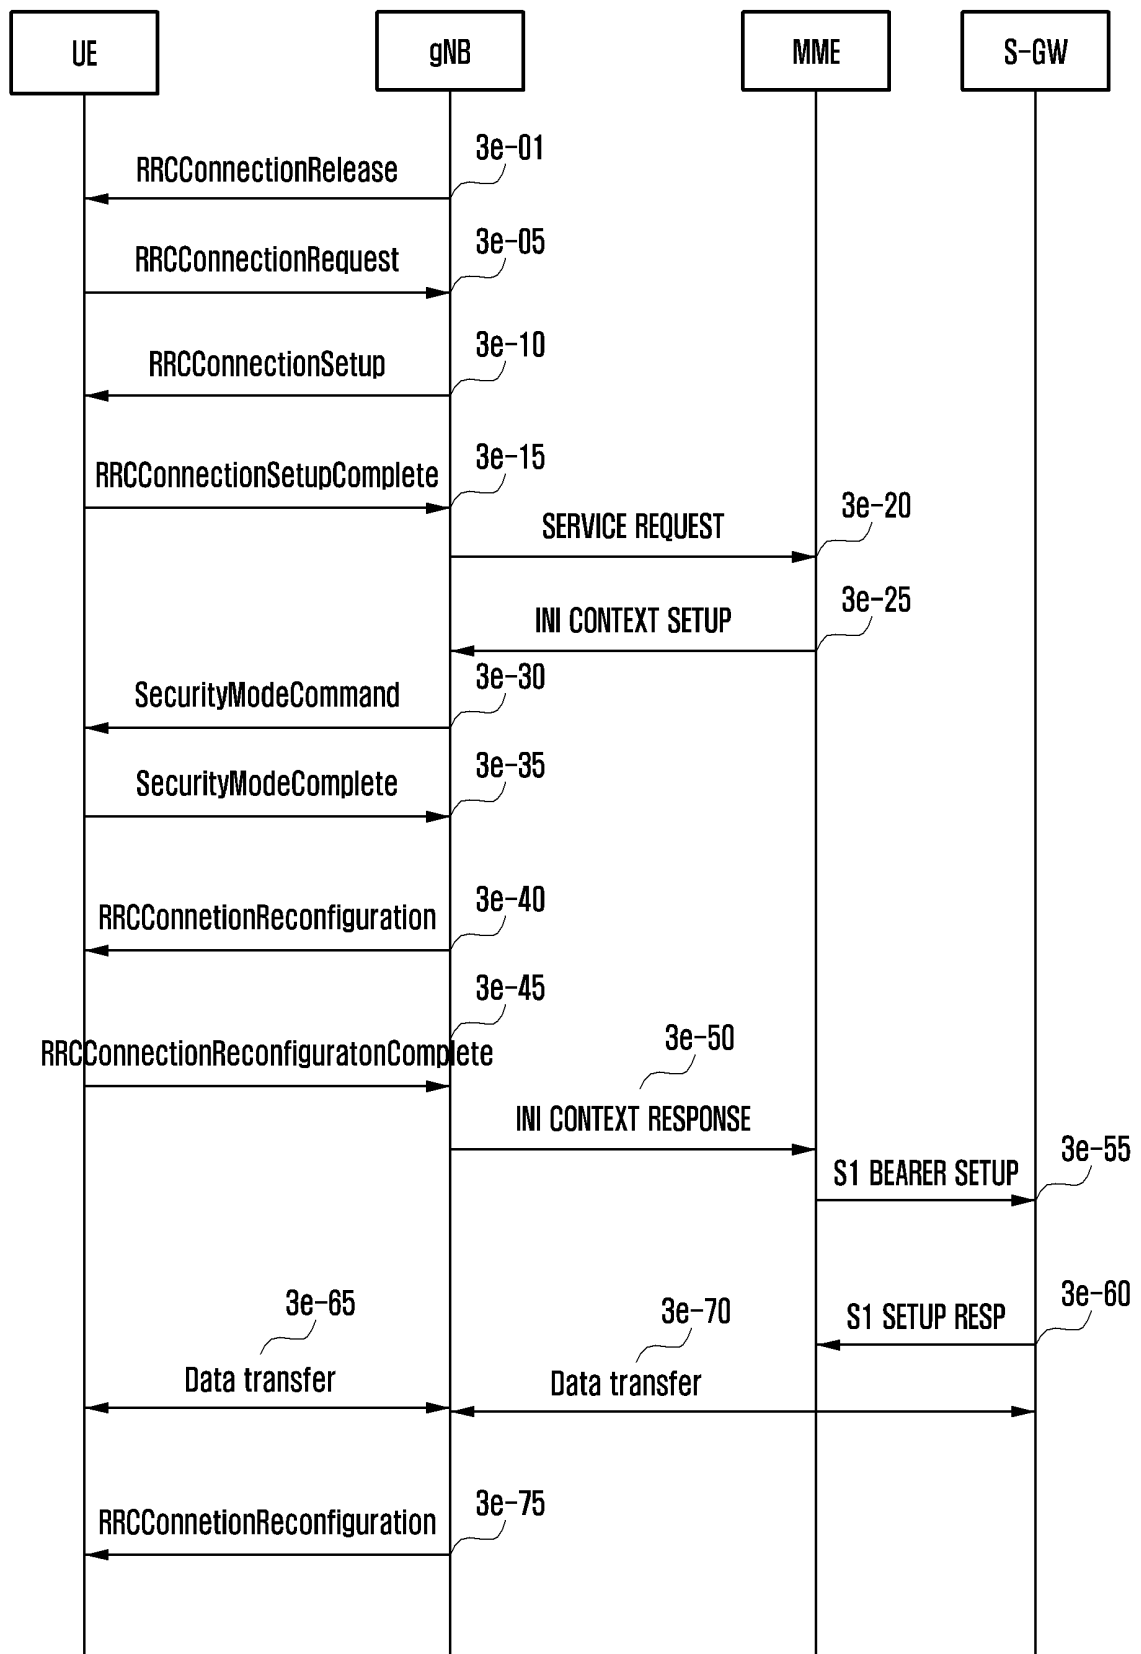 UE
gNB
MME
S-GW
3e-01
RRCConnectionRelease
3e-05
RRCConnectionRequest
3e-10
RRCConnectionSetup
3e-15
RRCConnectionSetupComplete
3e-20
SERVICE REQUEST
3e-25
INI CONTEXT SETUP
3e-30
SecurityModeCommand
3e-35
SecurityModeComplete
3e-40
RRCConnetionReconfiguration
3e-45
RRCConnectionReconfiguratonComplete
3e-50
INI CONTEXT RESPONSE
3e-55
S1 BEARER SETUP
3e-60
S1 SETUP RESP
3e-65
Data transfer
3e-70
Data transfer
3e-75
RRCConnetionReconfiguration